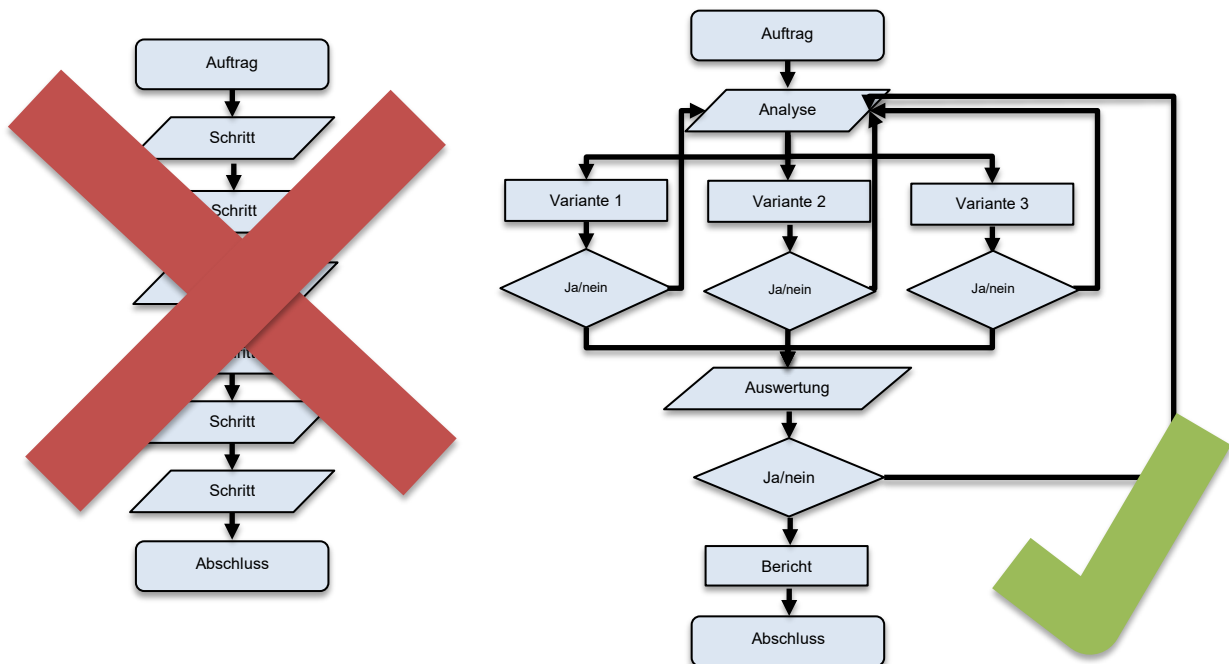 Auftrag
Schritt
Schritt
Schritt
Schritt
Abschluss
Auftrag
Analyse
Variante 1
Variante 2
Variante 3
Ja/nein
Ja/nein
Ja/nein
Auswertung
Ja/nein
Bericht
Abschluss